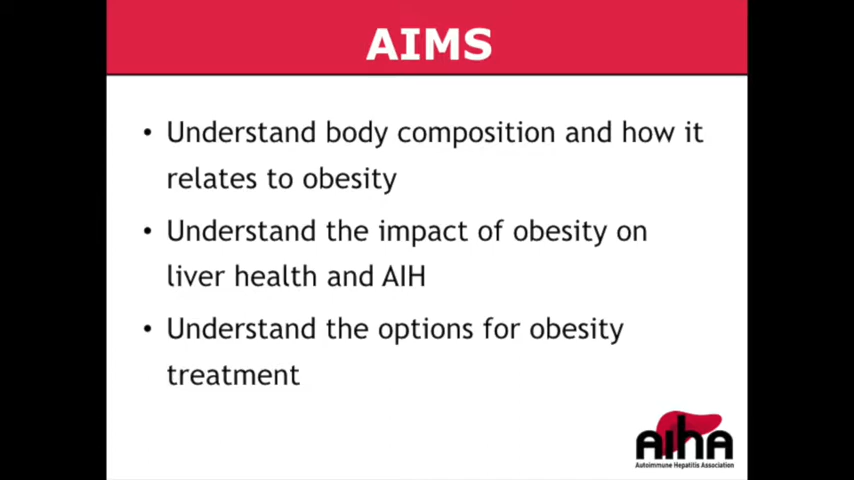 AIMS
• Understand body composition and how it
relates to obesity
• Understand the impact of obesity on
liver health and AIH
• Understand the options for obesity
treatment
AIHA
Autoimmune Hepatitis Association